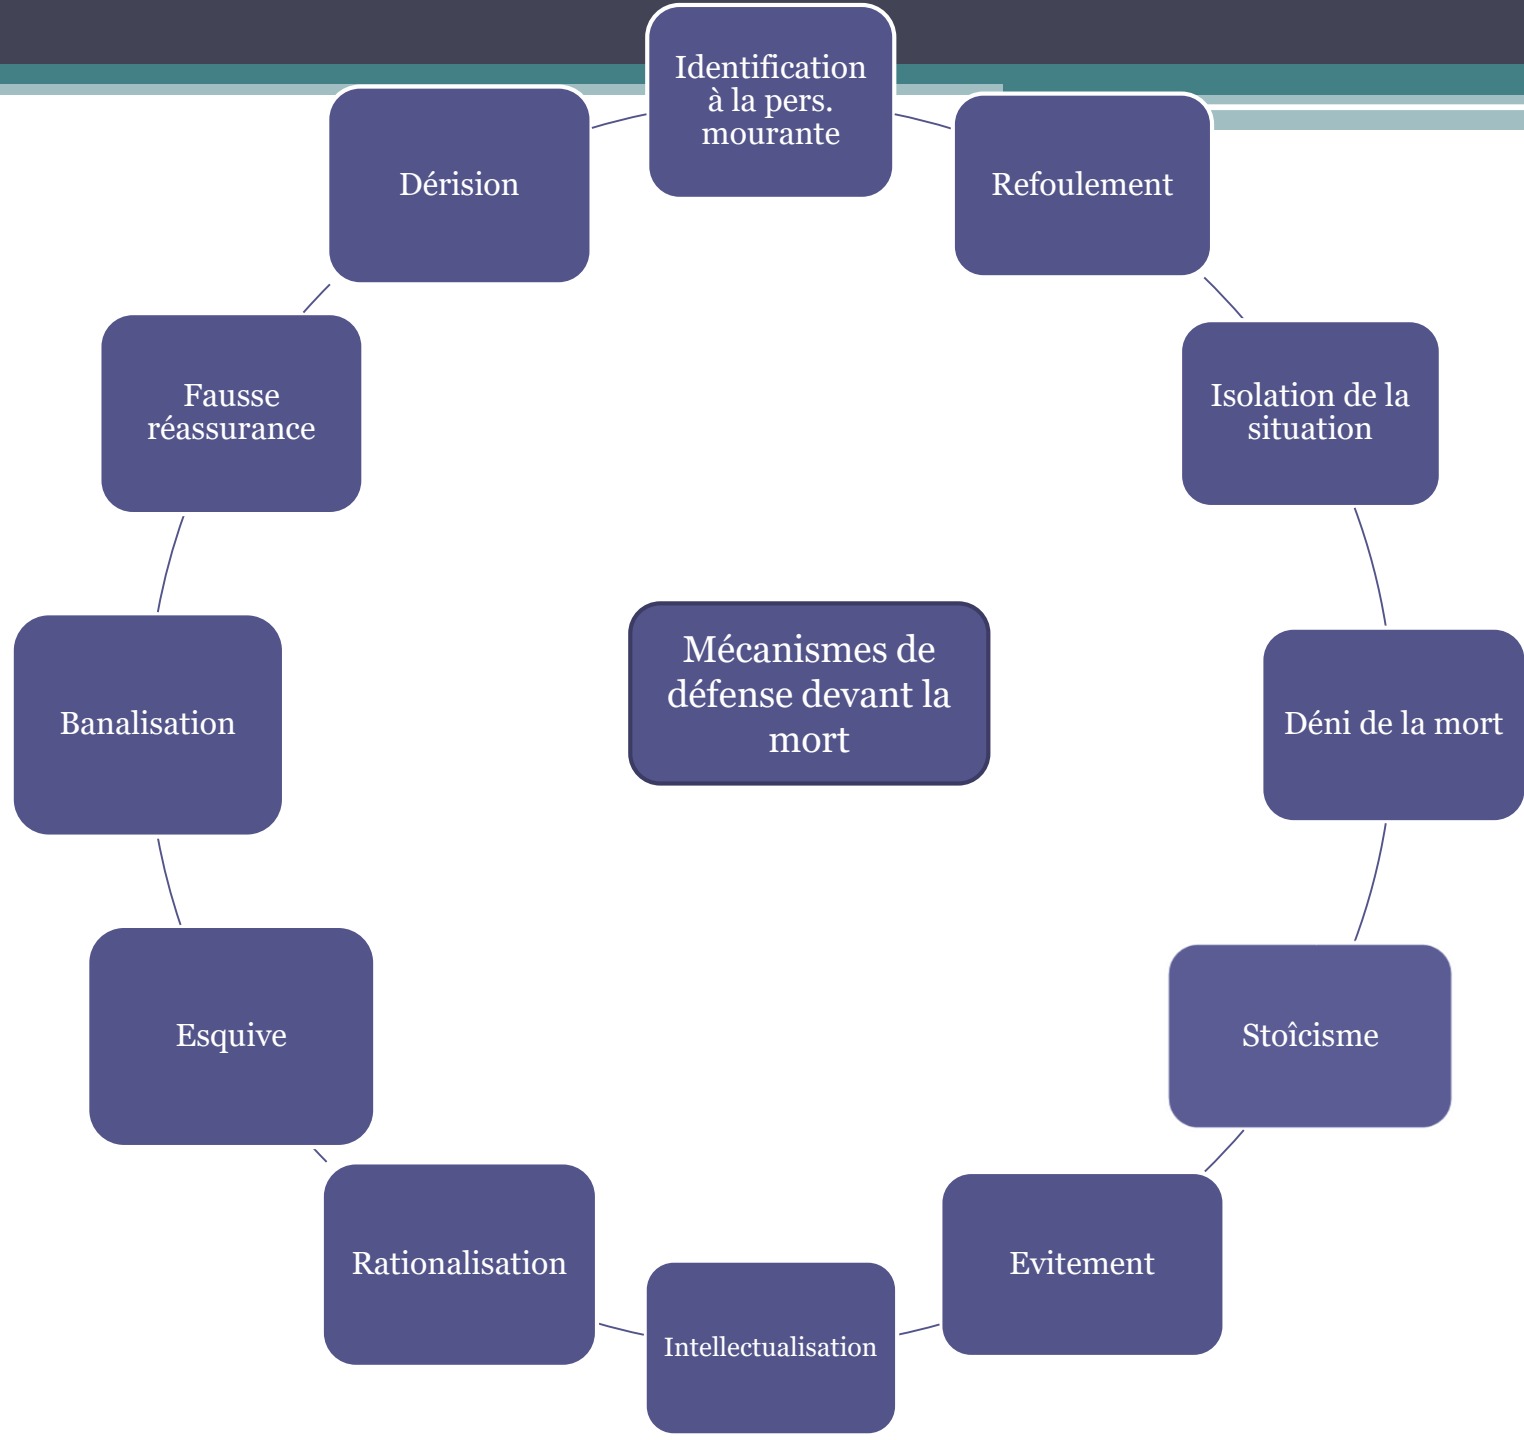 Identification
à la pers.
mourante
Refoulement
Isolation de la
situation
Déni de la mort
Stoîcisme
Evitement
Intellectualisation
Rationalisation
Esquive
Banalisation
Fausse
réassurance
Dérision
Mécanismes de
défense devant la
mort